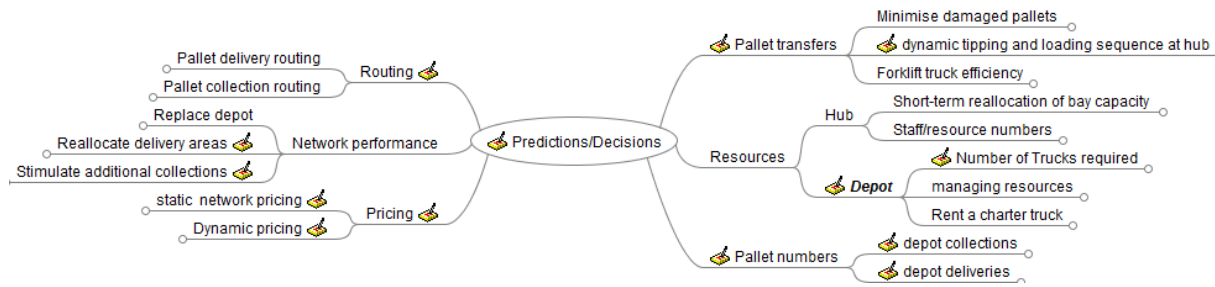 Predictions/Decisions
Routing
Pallet delivery routing
Pallet collection routing
Network performance
Replace depot
Reallocate delivery areas
Stimulate additional collections
Pricing
static network pricing
Dynamic pricing
Pallet transfers
Minimise damaged pallets
dynamic tipping and loading sequence at hub
Forklift truck efficiency
Resources
Hub
Short-term reallocation of bay capacity
Staff/resource numbers
Depot
Number of Trucks required
managing resources
Rent a charter truck
Pallet numbers
depot collections
depot deliveries